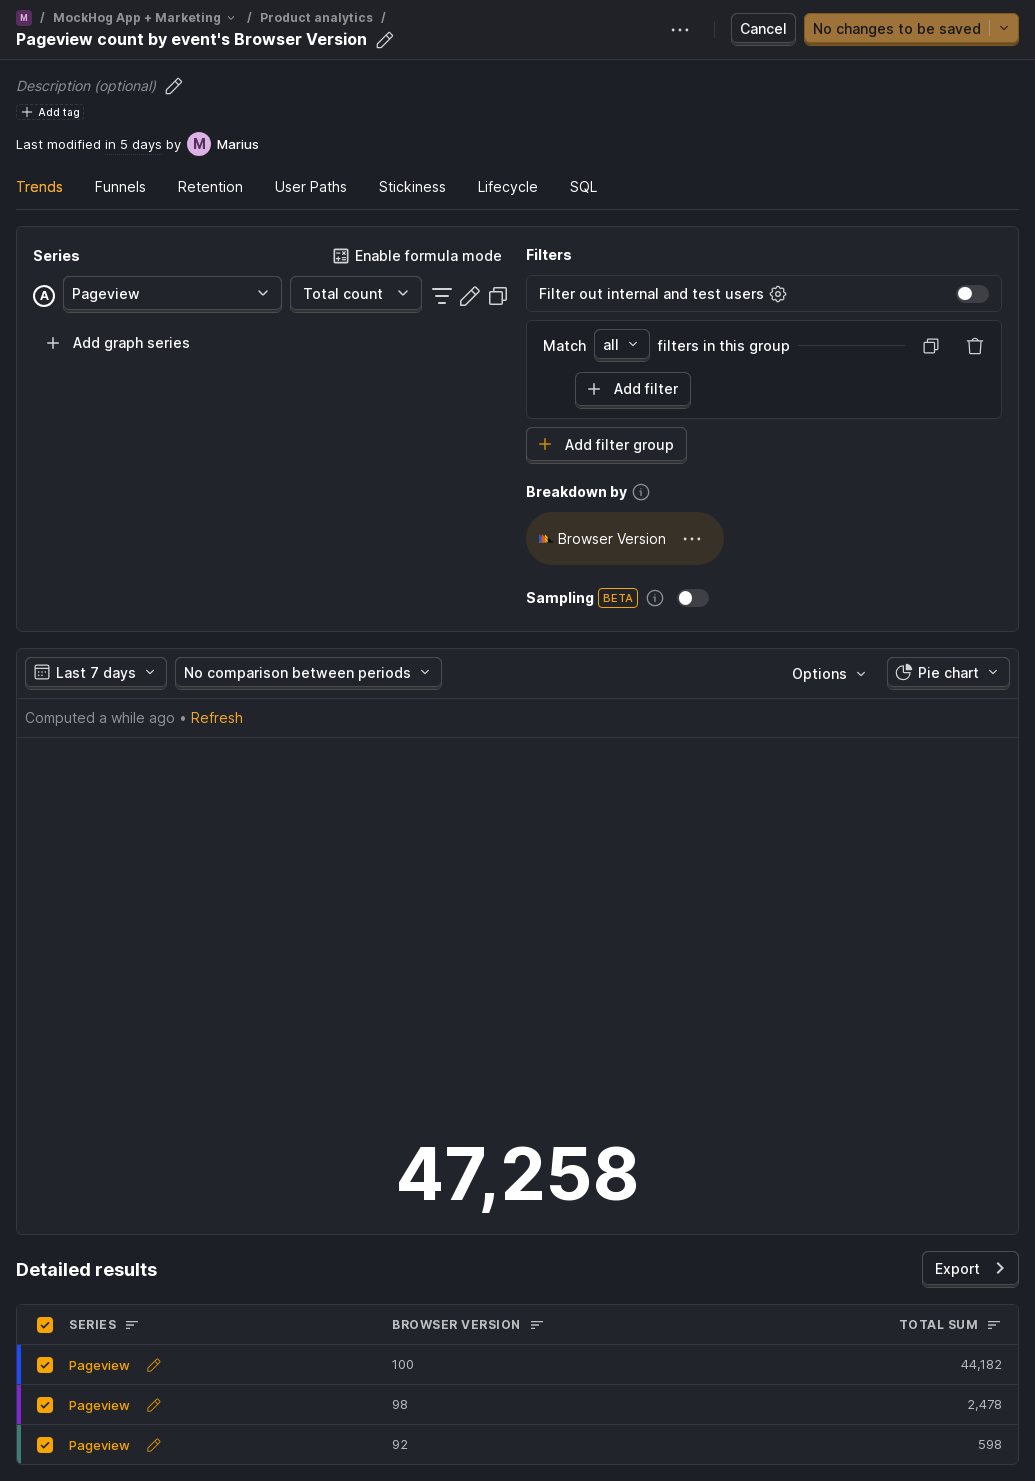 M / MockHog App + Marketing / Product analytics /
Pageview count by event's Browser Version
Cancel
No changes to be saved
Description (optional)
Add tag
Last modified in 5 days by M Marius
Trends Funnels Retention User Paths Stickiness Lifecycle SQL
Series
Enable formula mode
A Pageview Total count
Add graph series
Filters
Filter out internal and test users
Match all filters in this group
Add filter
Add filter group
Breakdown by
Browser Version
Sampling BETA
Last 7 days No comparison between periods Options Pie chart
Computed a while ago • Refresh
47,258
Detailed results
Export
SERIES BROWSER VERSION TOTAL SUM
Pageview 100 44,182
Pageview 98 2,478
Pageview 92 598